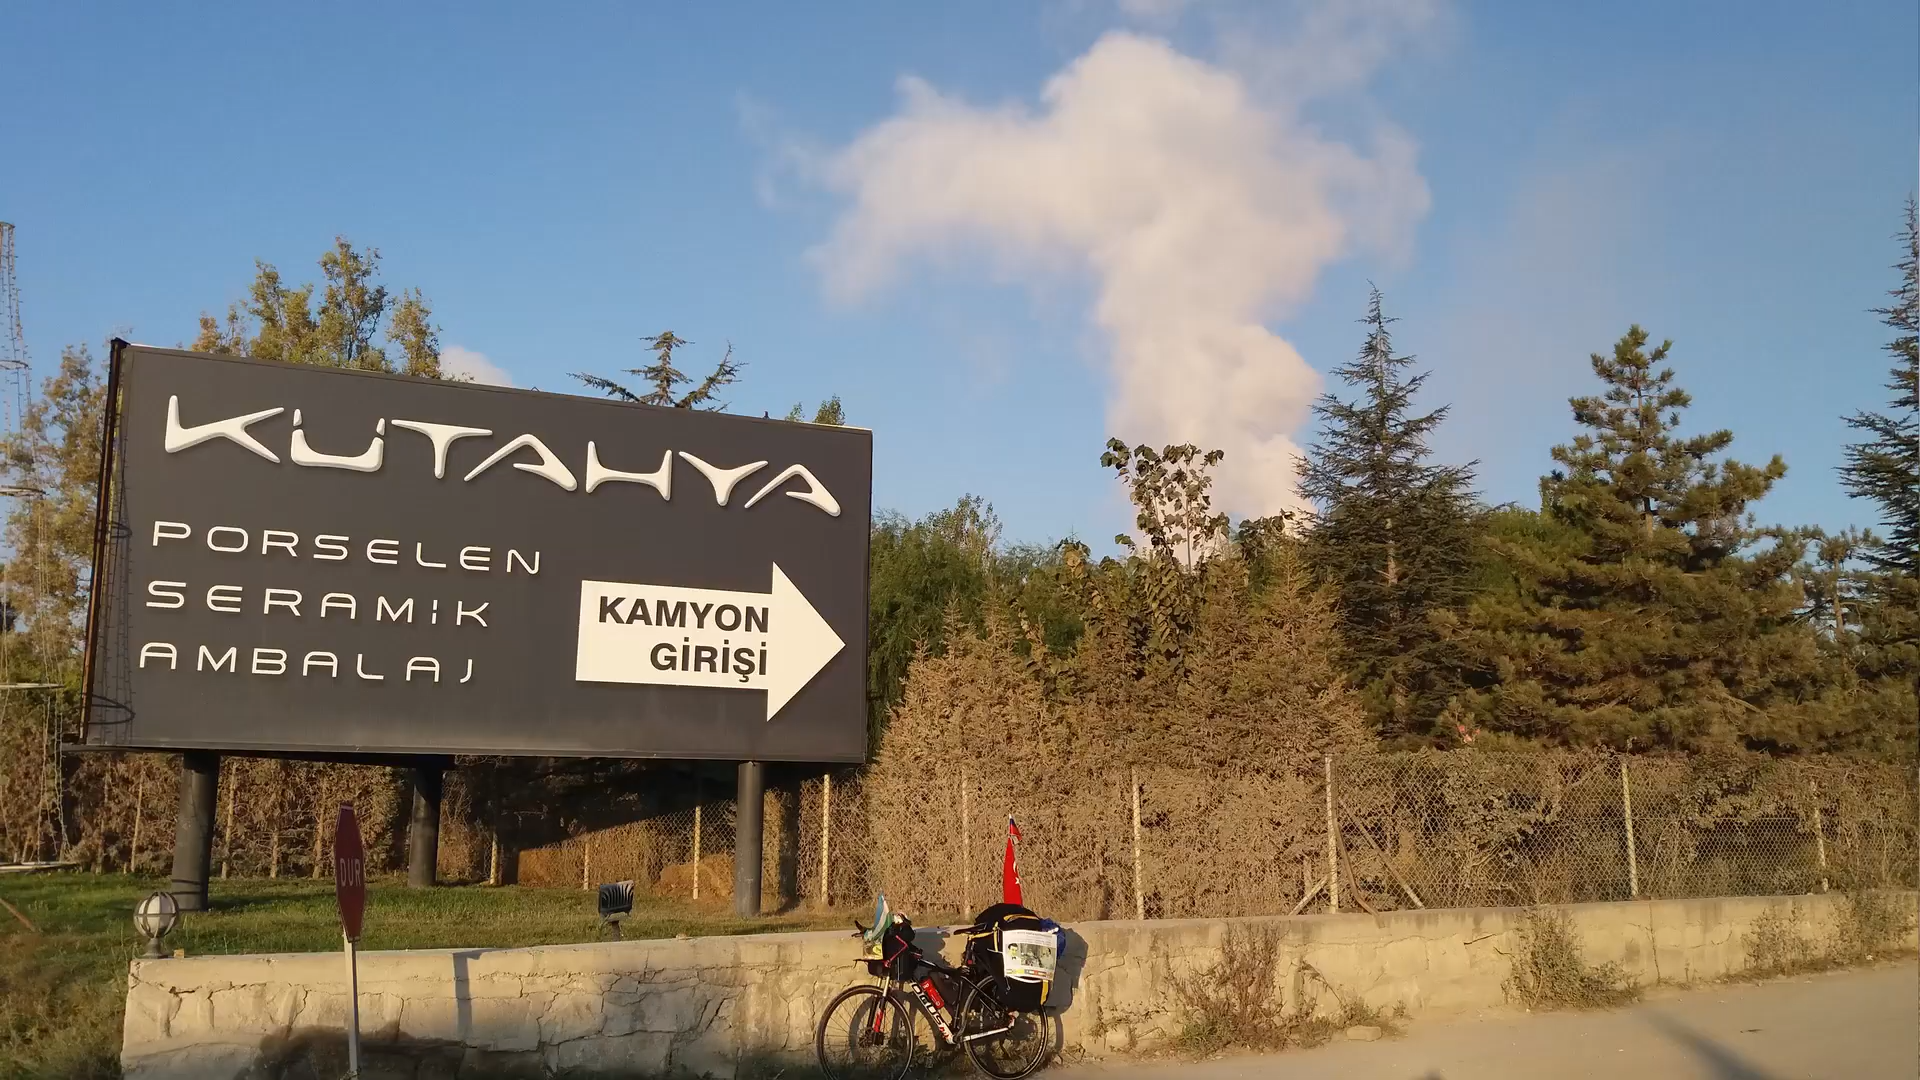 KÜTAHYA
PORSELEN
SERAMİK
AMBALAJ
KAMYON
GİRİŞİ
DUR